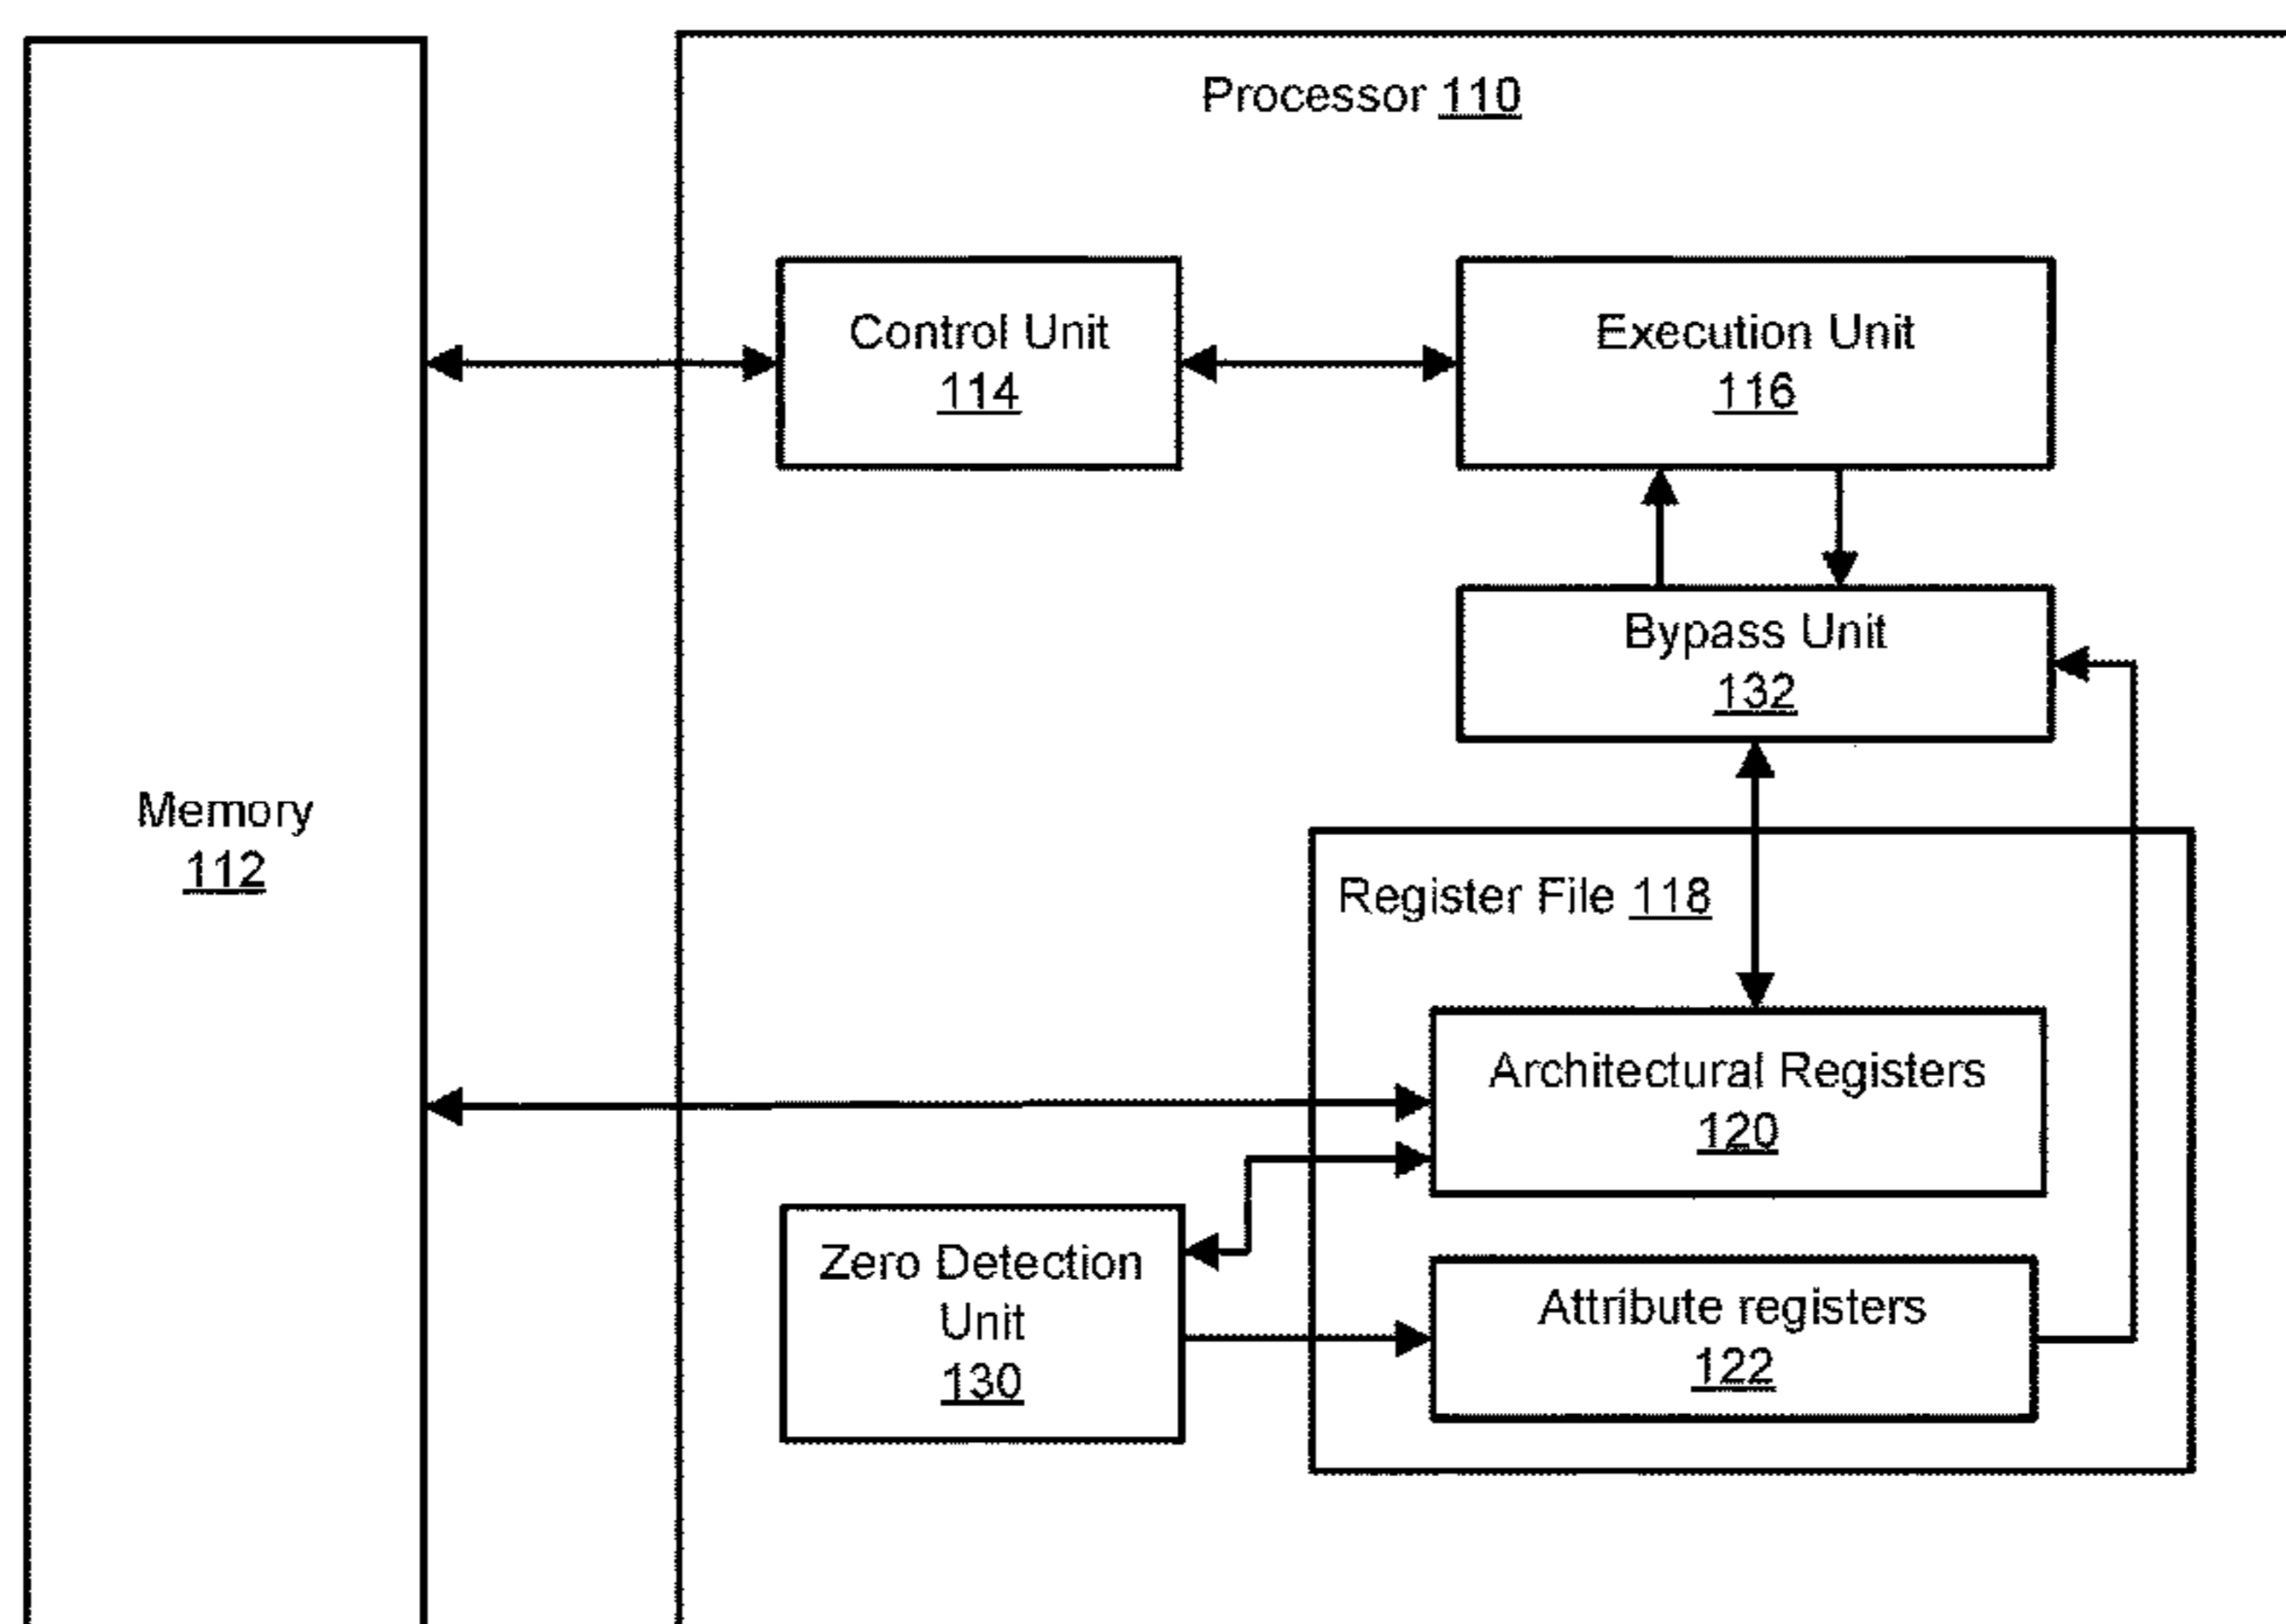 Processor 110
Control Unit
114
Execution Unit
116
Bypass Unit
132
Memory
112
Register File 118
Architectural Registers
120
Zero Detection
Unit
130
Attribute registers
122